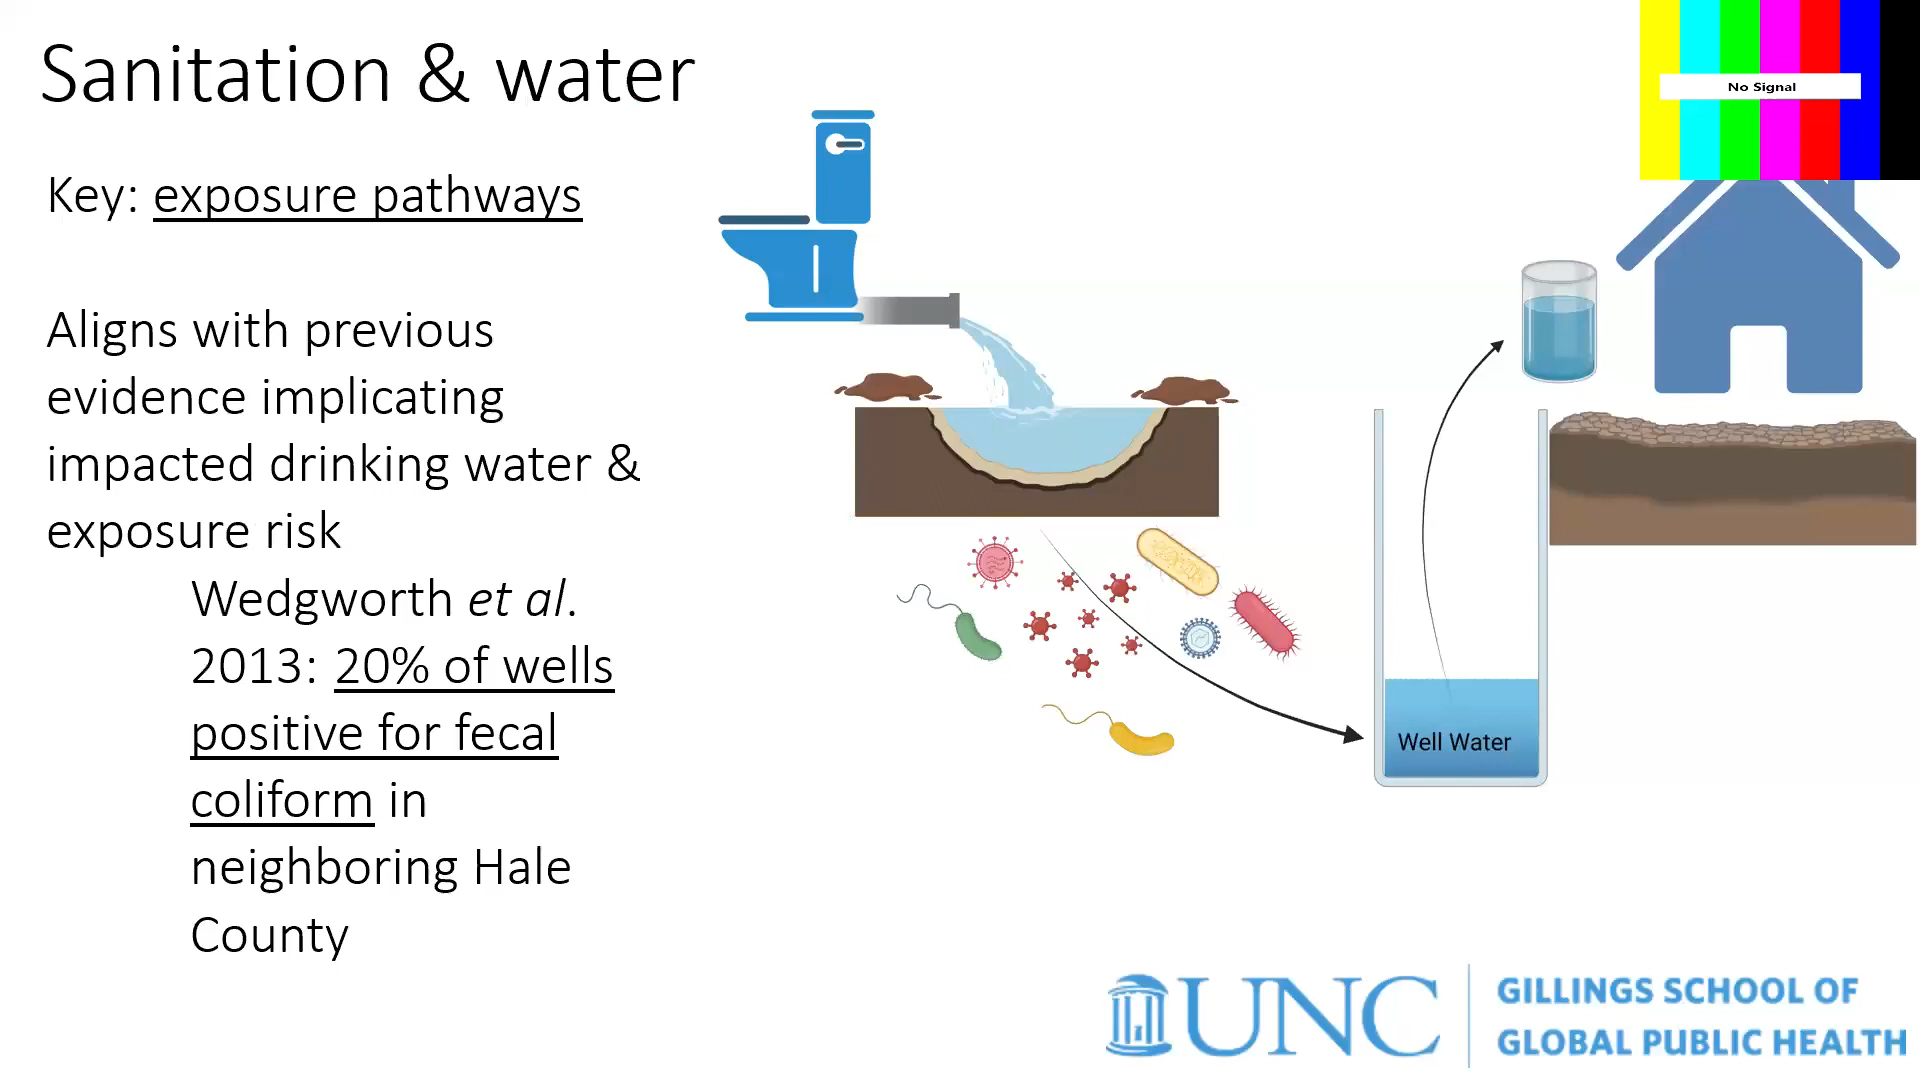 Sanitation & water
No Signal
Key: exposure pathways
Aligns with previous
evidence implicating
impacted drinking water &
exposure risk
Wedgworth et al.
2013: 20% of wells
positive for fecal
coliform in
neighboring Hale
County
Well Water
UNC
GILLINGS SCHOOL OF
GLOBAL PUBLIC HEALTH